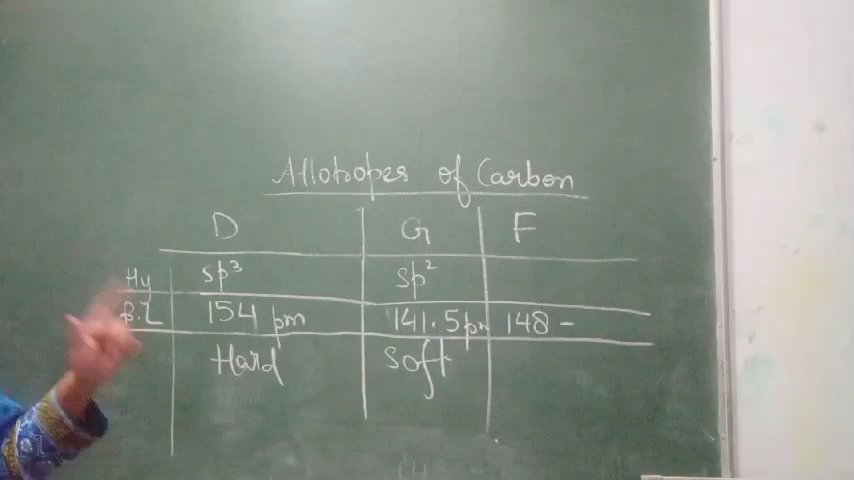 Allotropes of Carbon
D G F
Hy sp³ sp²
B.L 154 pm 141.5pm 148 -
Hard Soft